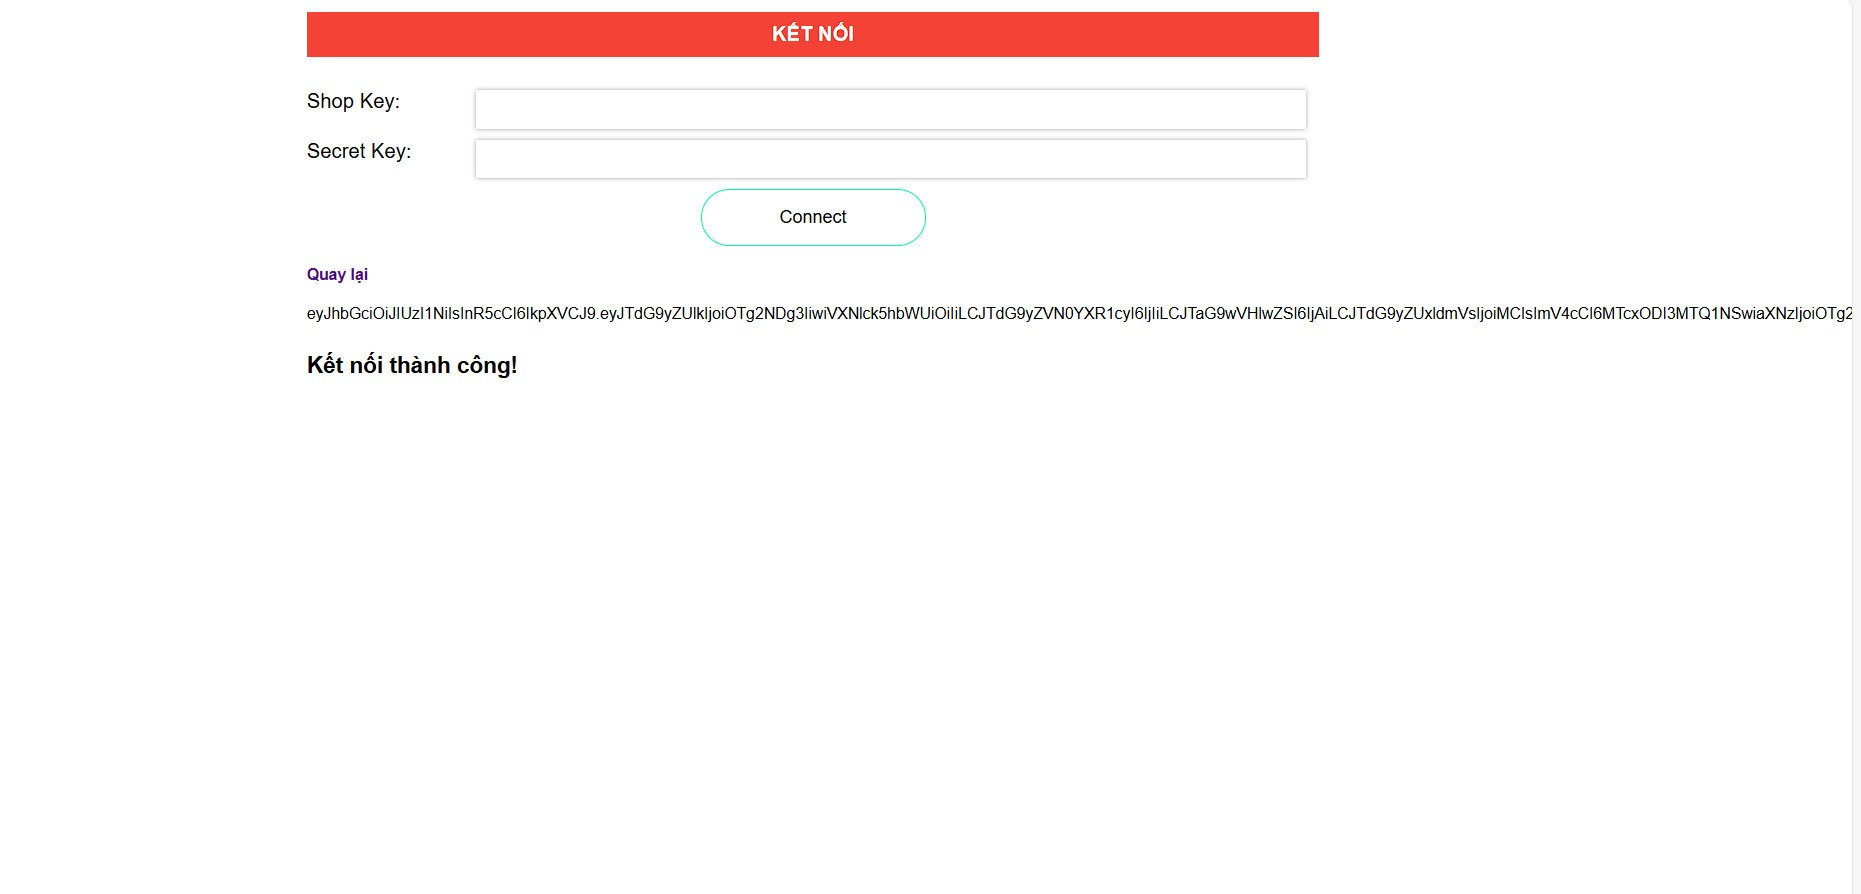 KẾT NỐI
Shop Key:
Secret Key:
Connect
Quay lại
eyJhbGciOiJIUzI1NiIsInR5cCI6IkpXVCJ9.eyJTdG9yZUlkIjoiOTg2NDg3IiwiVXNlck5hbWUiOiIiLCJTdG9yZVN0YXR1cyI6IjIiLCJTaG9wVHlwZSI6IjAiLCJTdG9yZUxldmVsIjoiMCIsImV4cCI6MTcxODI3MTQ1NSwiaXNzIjoiOTg2
Kết nối thành công!